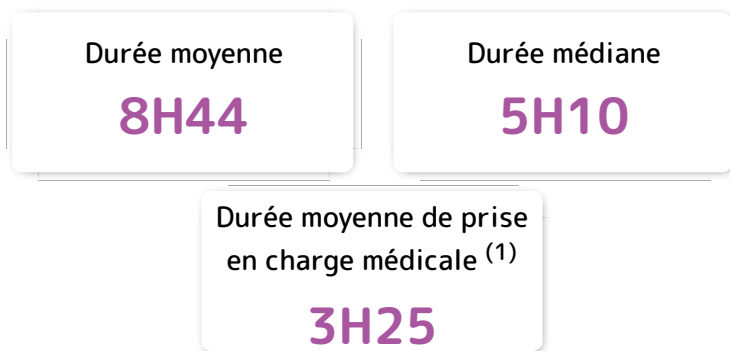 Durée moyenne
8H44
Durée médiane
5H10
Durée moyenne de prise
en charge médicale (1)
3H25